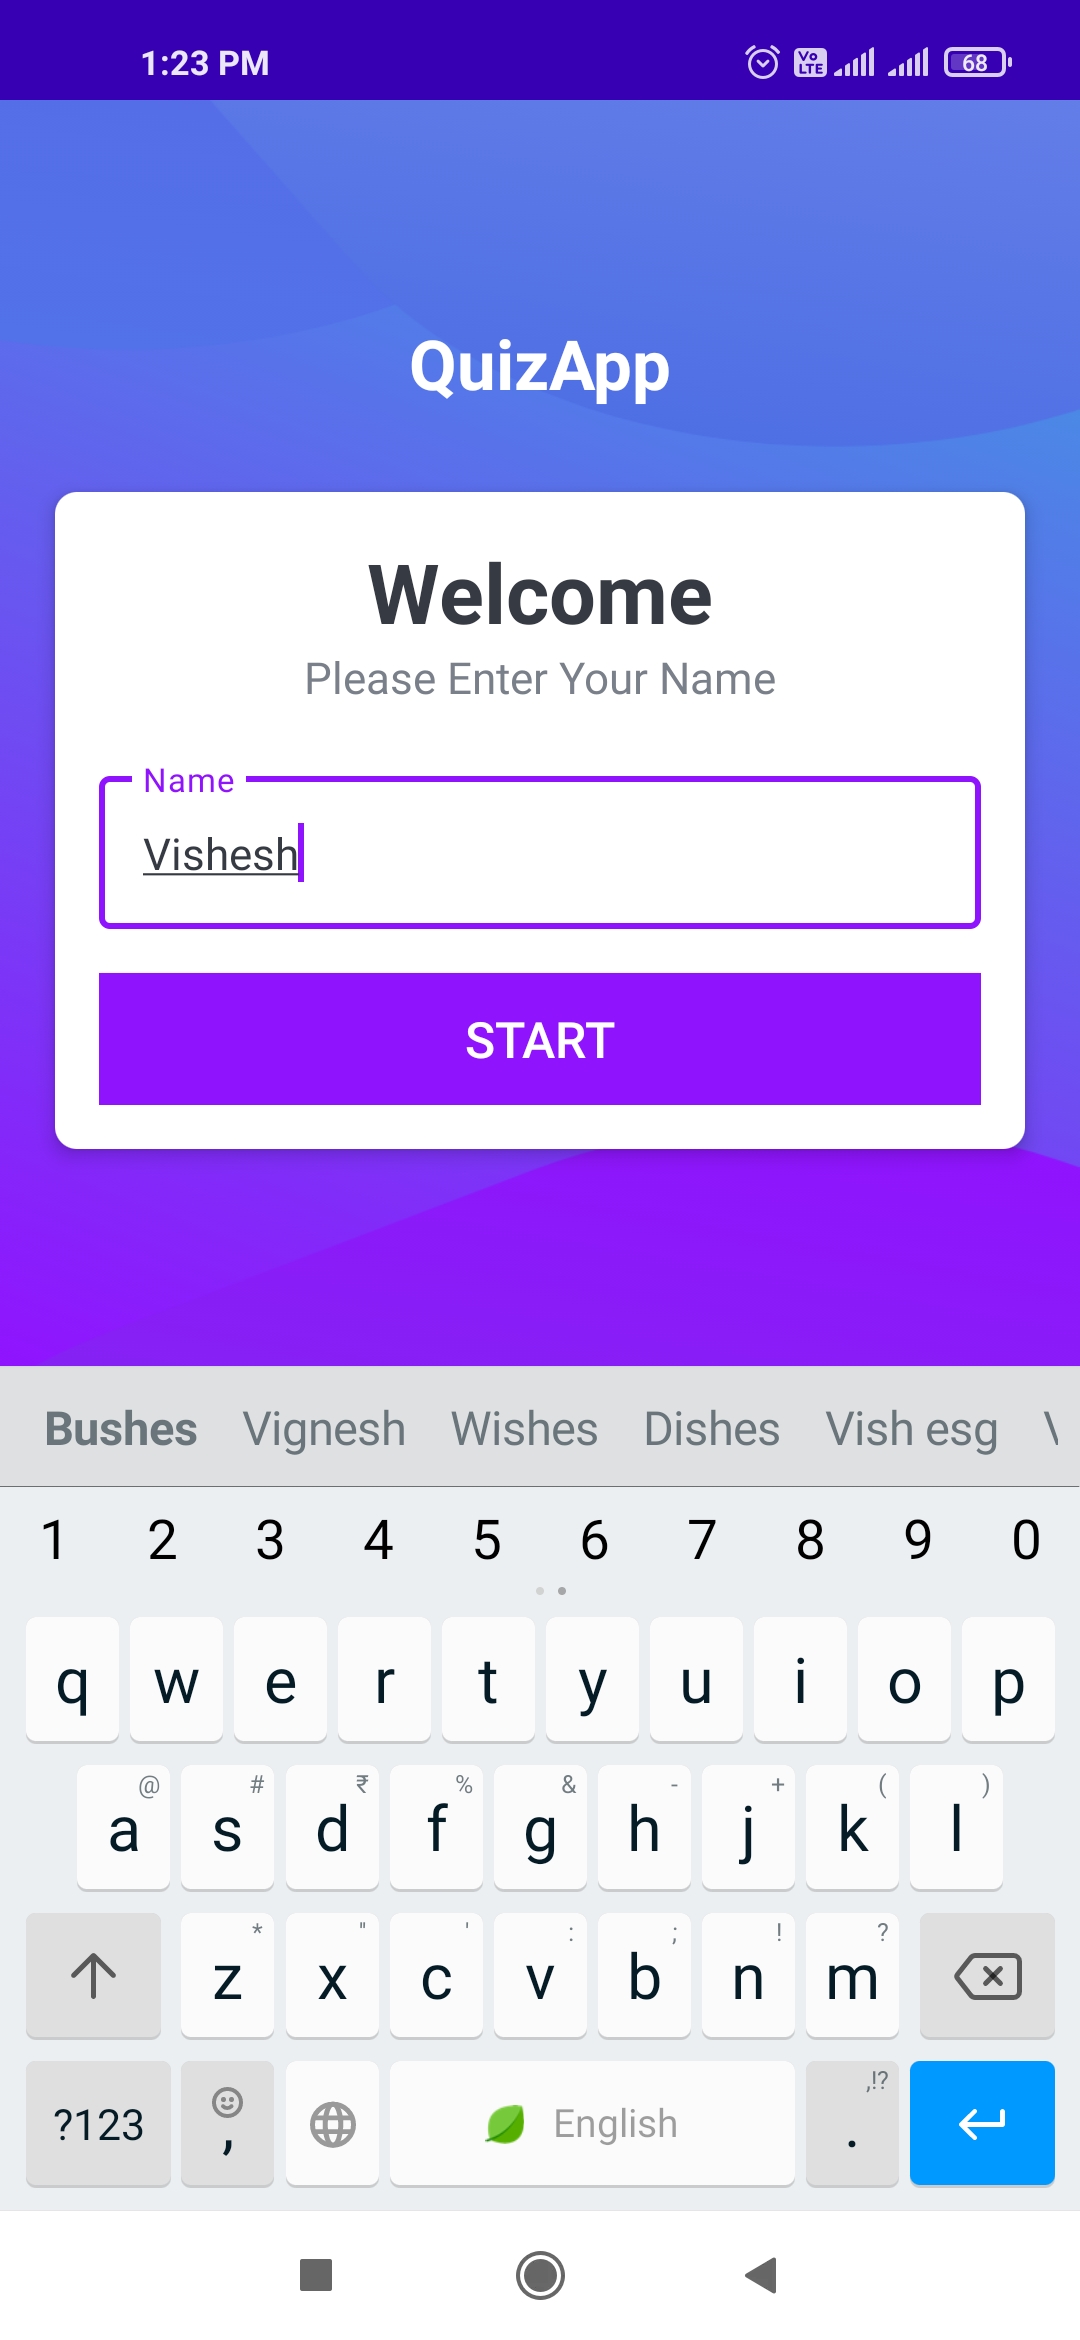 1:23 PM Vo LTE 68
QuizApp
Welcome
Please Enter Your Name
Name
Vishesh
START
Bushes Vignesh Wishes Dishes Vish esg
1 2 3 4 5 6 7 8 9 0
q w e r t y u i o p
@ # ₹ % & - + ( )
a s d f g h j k l
* " ' : ; ! ?
z x c v b n m
,!?
?123 , English .